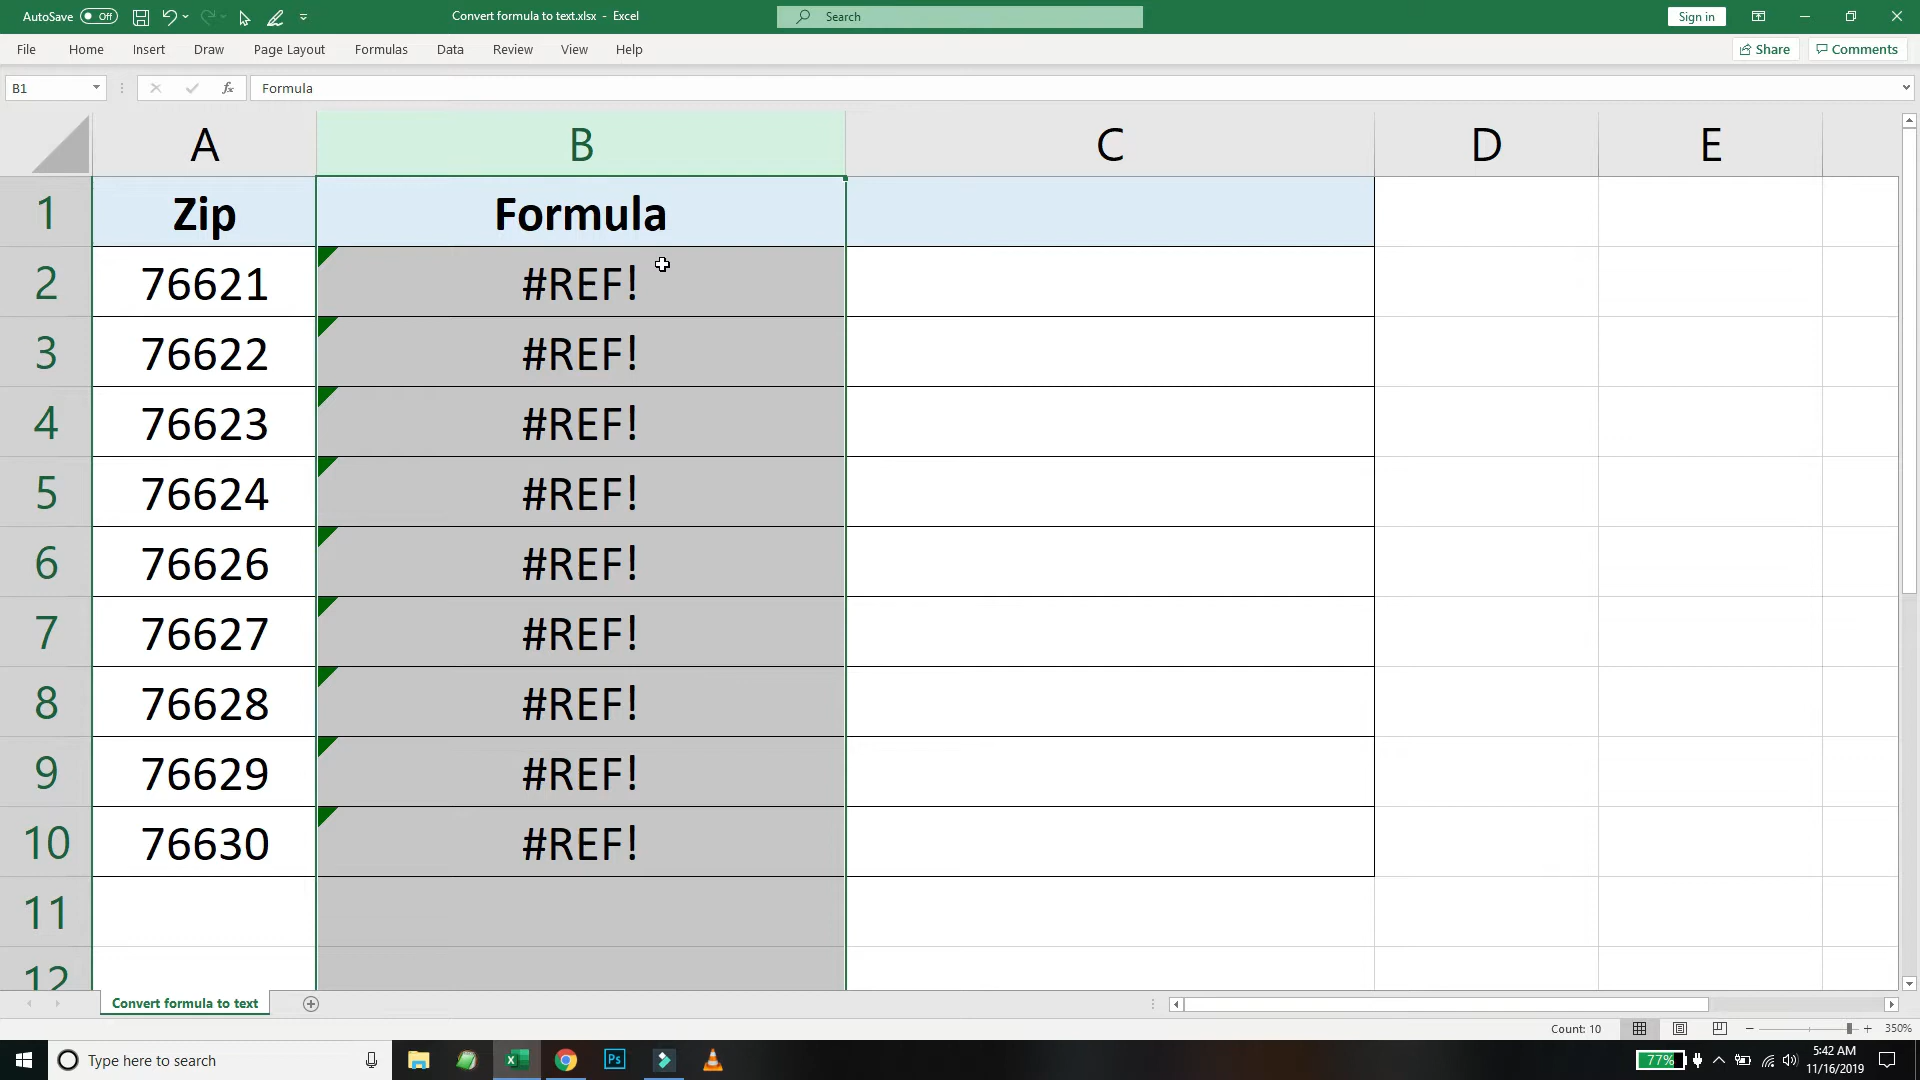 AutoSave Off Convert formula to text.xlsx - Excel Search Sign in
File Home Insert Draw Page Layout Formulas Data Review View Help Share Comments
B1 fx Formula
A B C D E
1 Zip Formula
2 76621 #REF!
3 76622 #REF!
4 76623 #REF!
5 76624 #REF!
6 76626 #REF!
7 76627 #REF!
8 76628 #REF!
9 76629 #REF!
10 76630 #REF!
11
12
Convert formula to text
Count: 10 350%
Type here to search Ps 77% 5:42 AM
11/16/2019